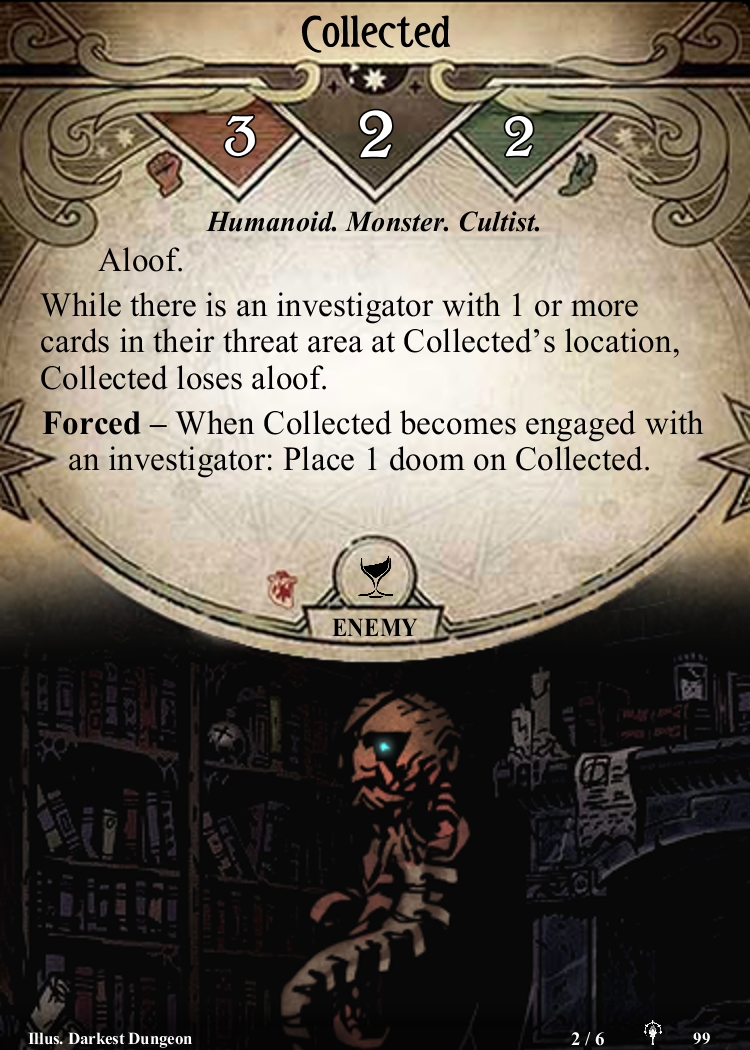 Collected
3 2 2
Humanoid. Monster. Cultist.
Aloof.
While there is an investigator with 1 or more
cards in their threat area at Collected’s location,
Collected loses aloof.
Forced – When Collected becomes engaged with
an investigator: Place 1 doom on Collected.
ENEMY
Illus. Darkest Dungeon 2 / 6 99